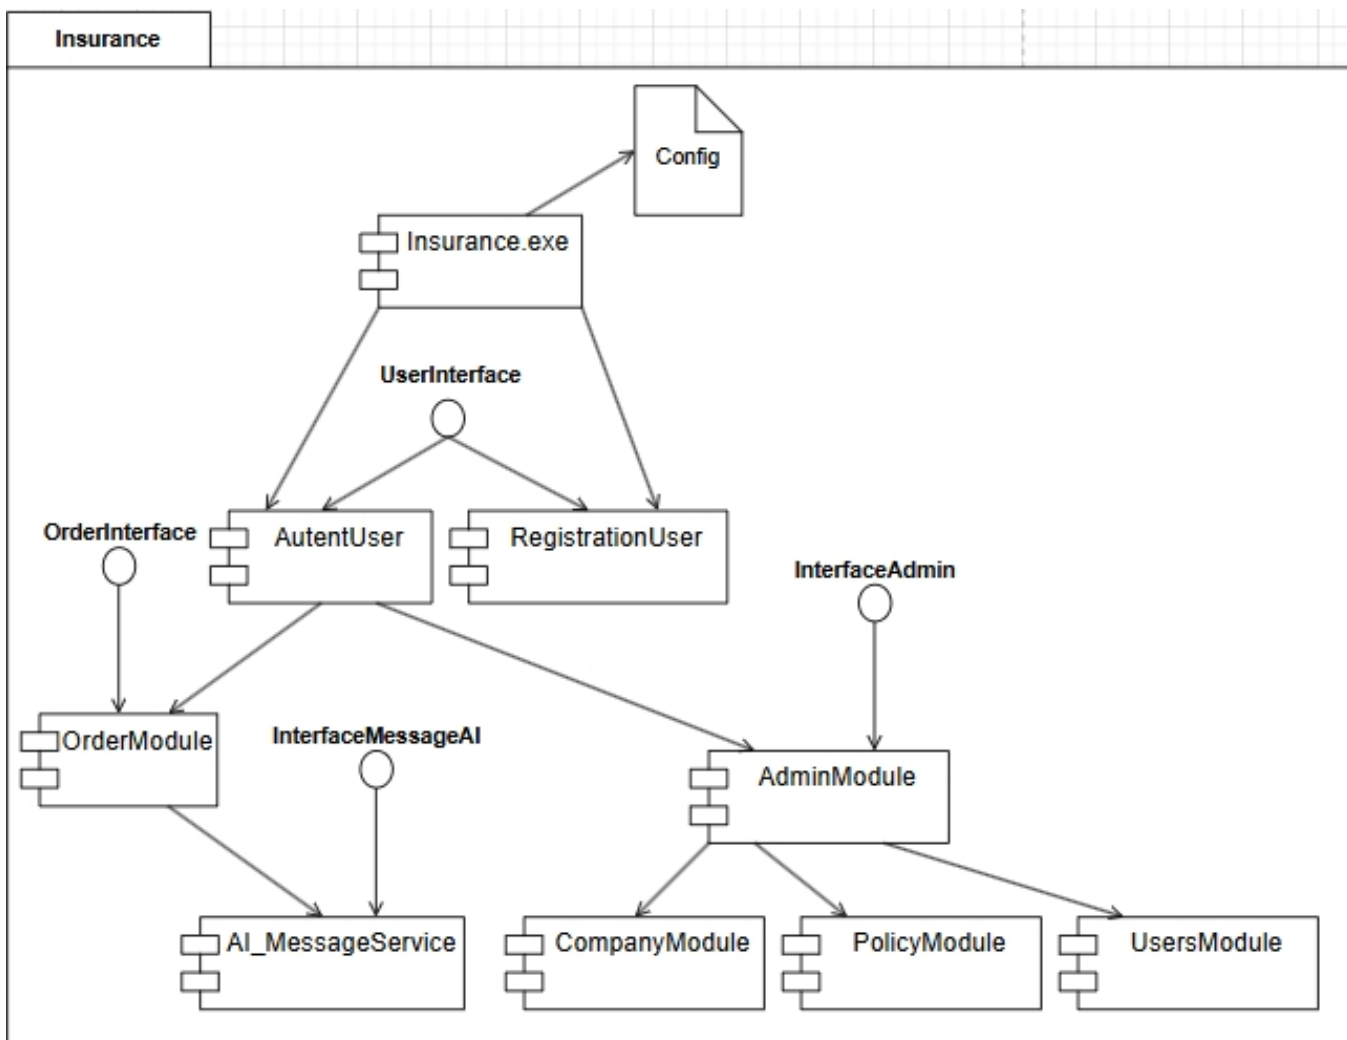 Insurance
Config
Insurance.exe
UserInterface
OrderInterface
AutentUser
RegistrationUser
InterfaceAdmin
OrderModule
InterfaceMessageAI
AdminModule
AI_MessageService
CompanyModule
PolicyModule
UsersModule